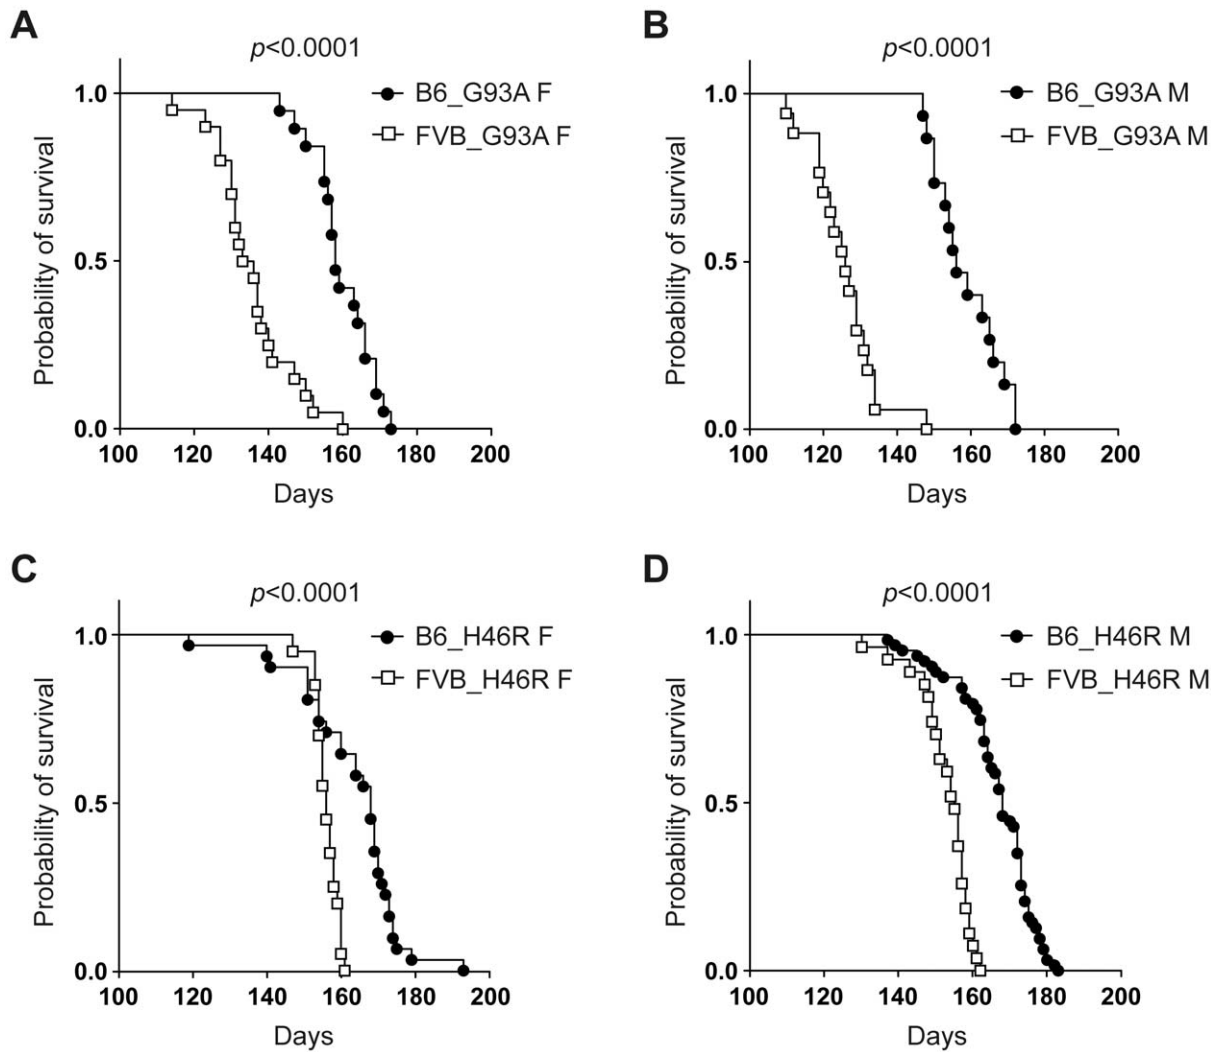 A
p<0.0001
B6_G93A F
FVB_G93A F
1.0
0.5
0.0
Probability of survival
100 120 140 160 180 200
Days
B
p<0.0001
B6_G93A M
FVB_G93A M
1.0
0.5
0.0
Probability of survival
100 120 140 160 180 200
Days
C
p<0.0001
B6_H46R F
FVB_H46R F
1.0
0.5
0.0
Probability of survival
100 120 140 160 180 200
Days
D
p<0.0001
B6_H46R M
FVB_H46R M
1.0
0.5
0.0
Probability of survival
100 120 140 160 180 200
Days